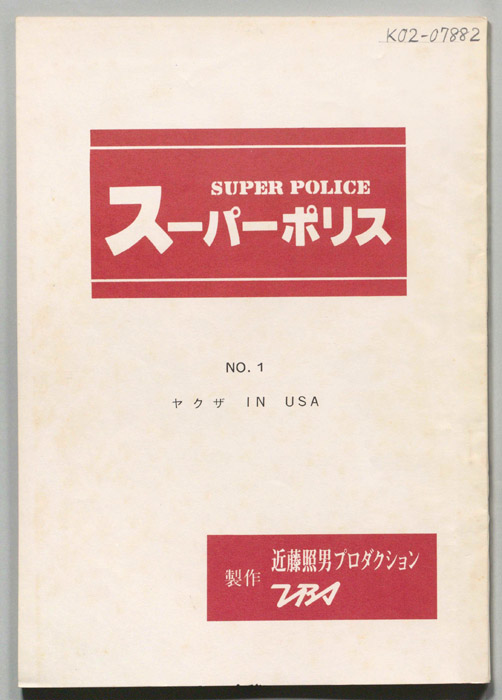 K02-07882
SUPER POLICE
スーパーポリス
NO. 1
ヤクザ IN USA
製作 近藤照男プロダクション
TBA